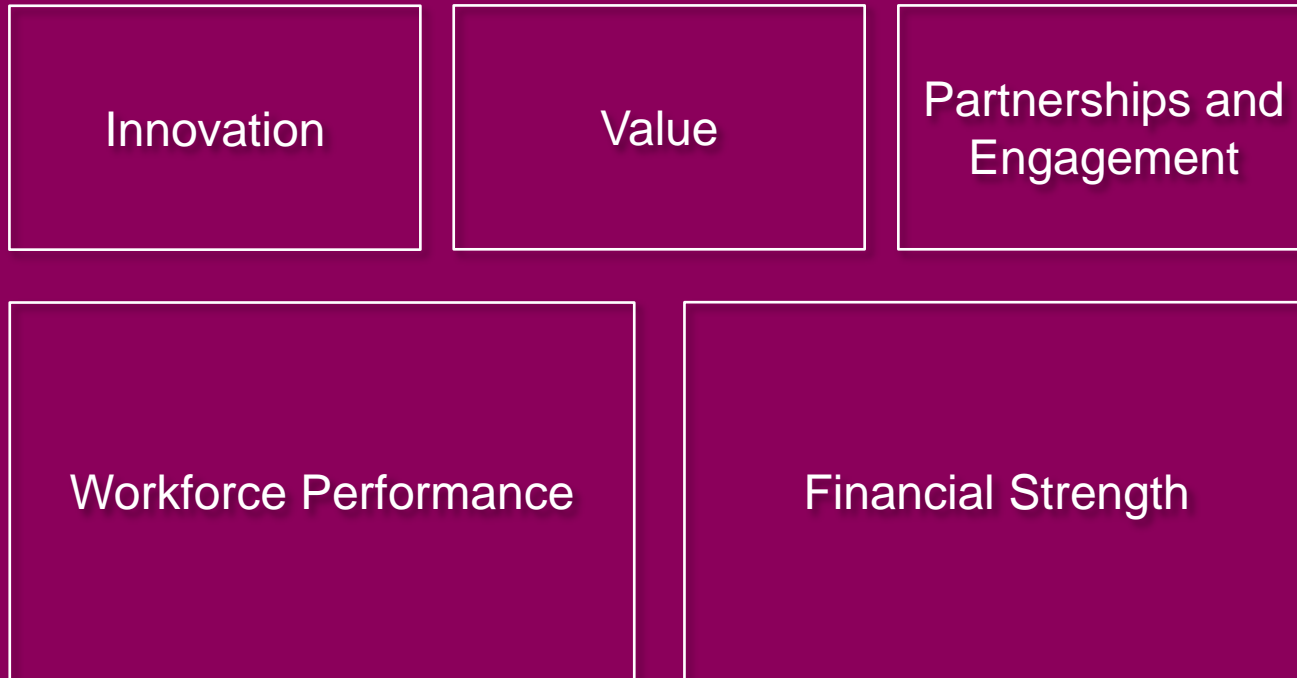 Innovation
Value
Partnerships and
Engagement
Workforce Performance
Financial Strength